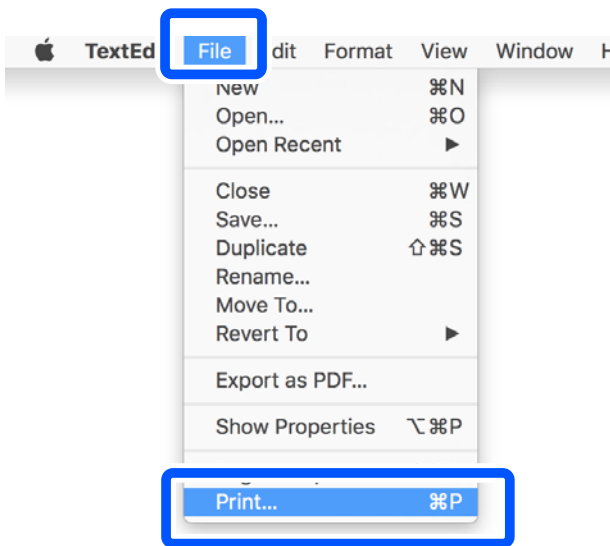 TextEd File dit Format View Window H
New ⌘N
Open... ⌘O
Open Recent ▶
Close ⌘W
Save... ⌘S
Duplicate ⇧⌘S
Rename...
Move To...
Revert To ▶
Export as PDF...
Show Properties ⌥⌘P
Print... ⌘P